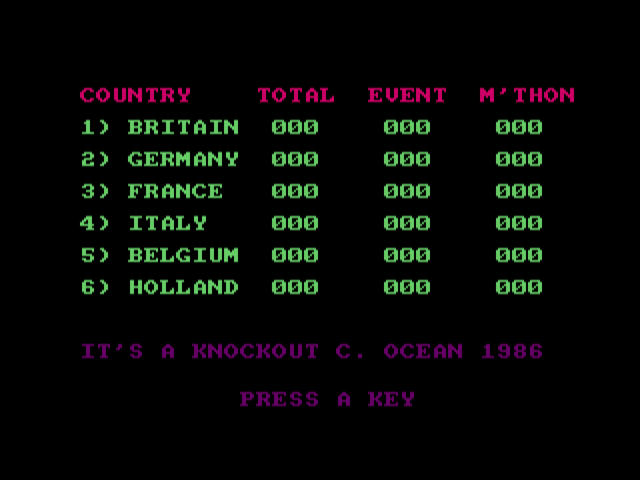 COUNTRY TOTAL EVENT M'THON
1) BRITAIN 000 000 000
2) GERMANY 000 000 000
3) FRANCE 000 000 000
4) ITALY 000 000 000
5) BELGIUM 000 000 000
6) HOLLAND 000 000 000
IT'S A KNOCKOUT C. OCEAN 1986
PRESS A KEY